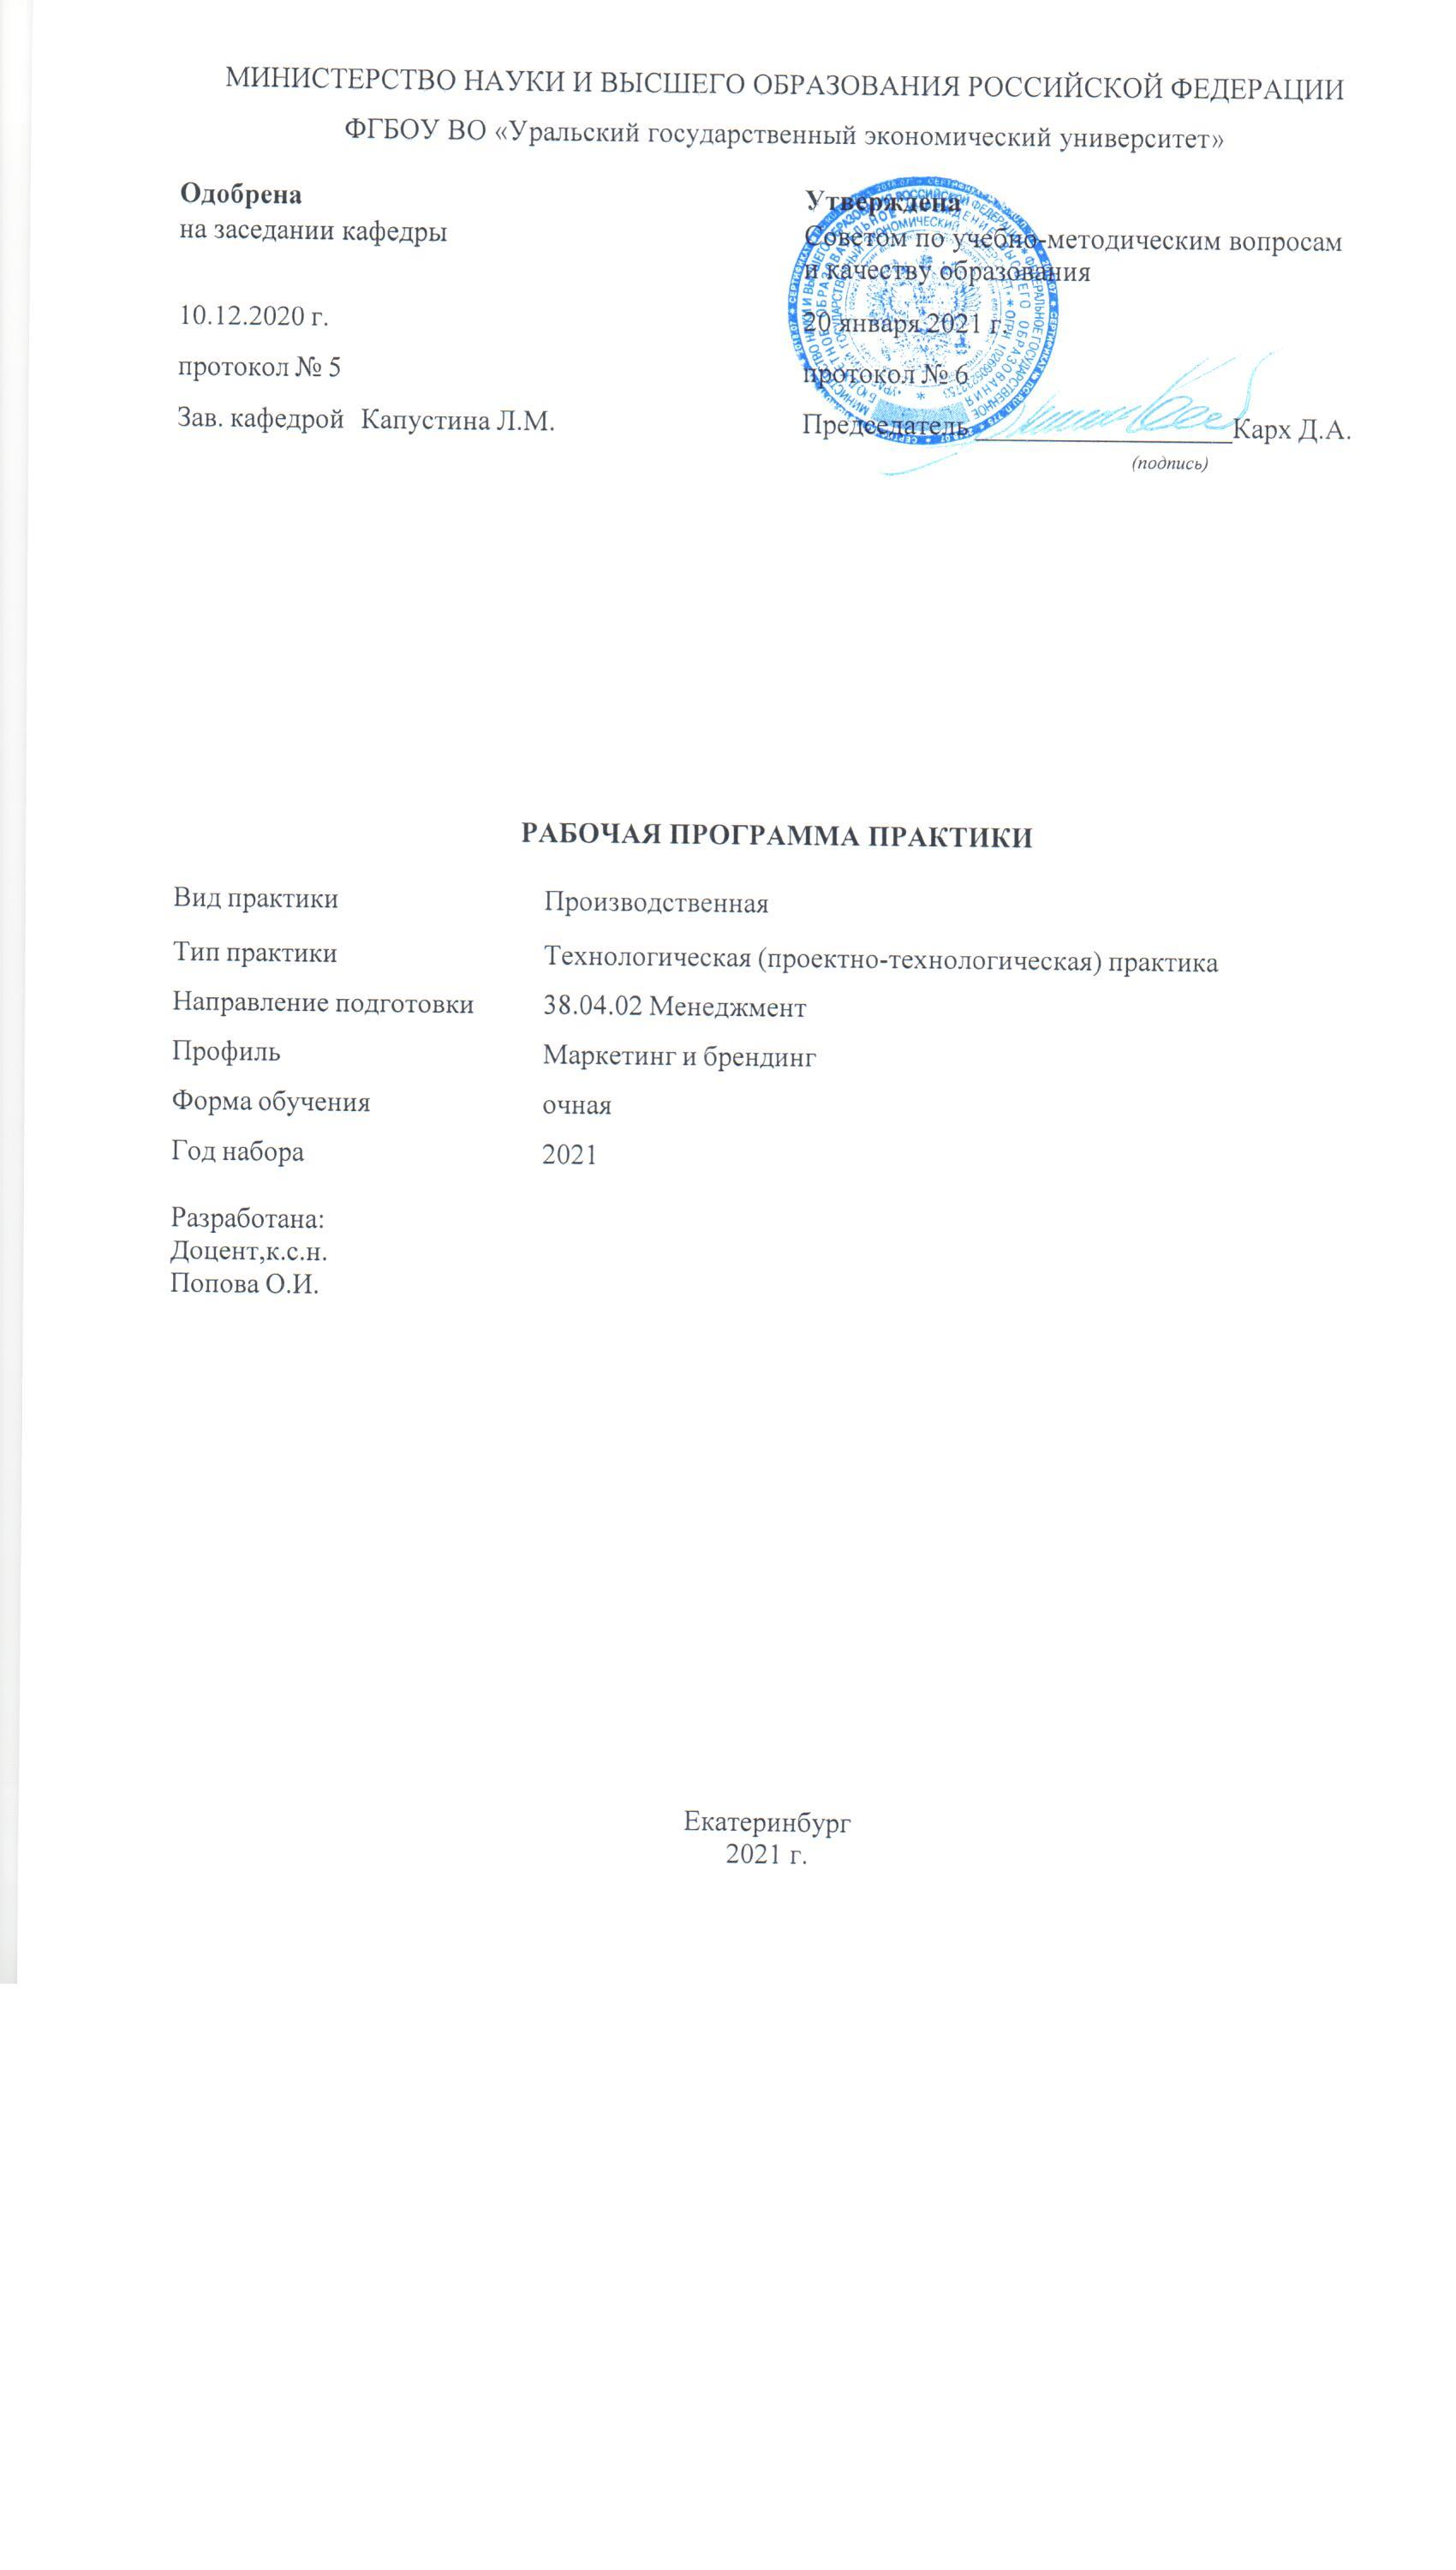 МИНИСТЕРСТВО НАУКИ И ВЫСШЕГО ОБРАЗОВАНИЯ РОССИЙСКОЙ ФЕДЕРАЦИИ
ФГБОУ ВО «Уральский государственный экономический университет»
Одобрена
на заседании кафедры
10.12.2020 г.
протокол № 5
Зав. кафедрой Капустина Л.М.
Утверждена
Советом по учебно-методическим вопросам
и качеству образования
20 января 2021 г.
протокол № 6
Председатель Карх Д.А.
(подпись)
РАБОЧАЯ ПРОГРАММА ПРАКТИКИ
Вид практики Производственная
Тип практики Технологическая (проектно-технологическая) практика
Направление подготовки 38.04.02 Менеджмент
Профиль Маркетинг и брендинг
Форма обучения очная
Год набора 2021
Разработана:
Доцент,к.с.н.
Попова О.И.
Екатеринбург
2021 г.